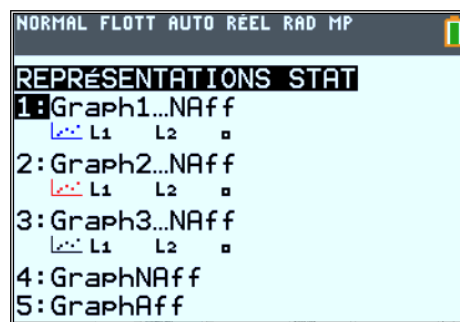 NORMAL FLOTT AUTO RÉEL RAD MP
REPRÉSENTATIONS STAT
1:Graph1...NAff
L1 L2
2:Graph2...NAff
L1 L2
3:Graph3...NAff
L1 L2
4:GraphNAff
5:GraphAff